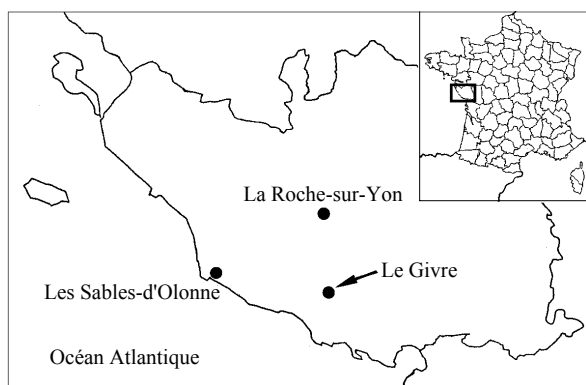 La Roche-sur-Yon
Le Givre
Les Sables-d'Olonne
Océan Atlantique